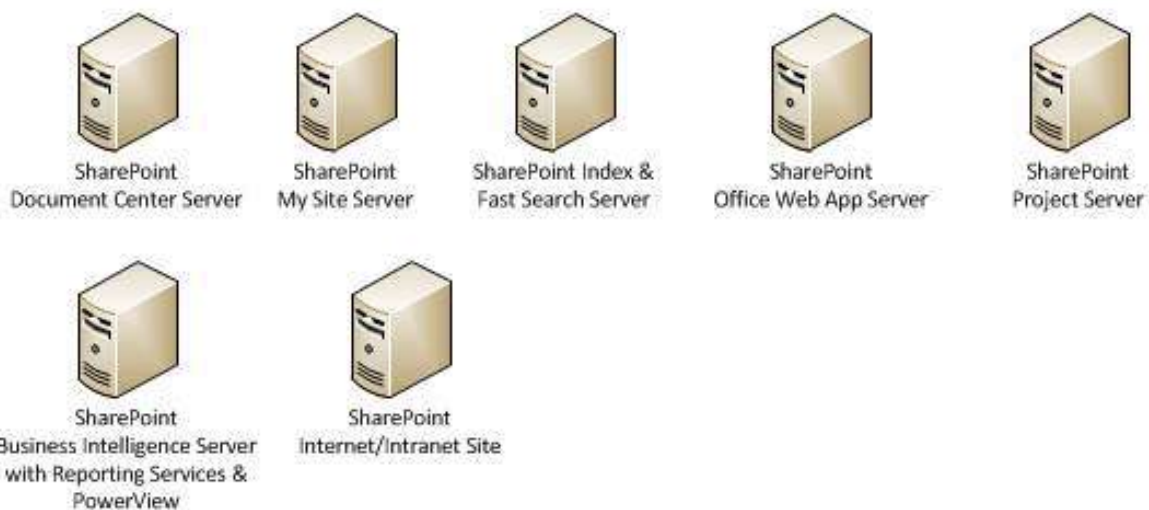 SharePoint
Document Center Server
SharePoint
My Site Server
SharePoint Index &
Fast Search Server
SharePoint
Office Web App Server
SharePoint
Project Server
SharePoint
Business Intelligence Server
with Reporting Services &
PowerView
SharePoint
Internet/Intranet Site